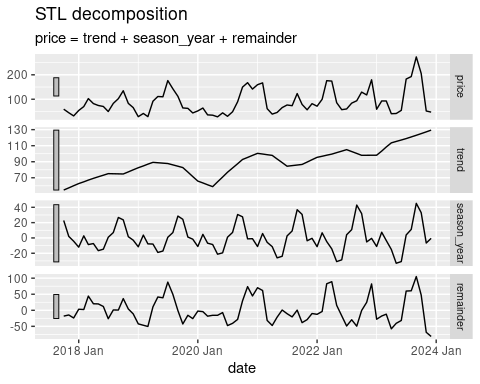 STL decomposition
price = trend + season_year + remainder
200
100
price
130
110
90
70
trend
40
20
0
-20
season_year
100
50
0
-50
remainder
2018 Jan 2020 Jan 2022 Jan 2024 Jan
date